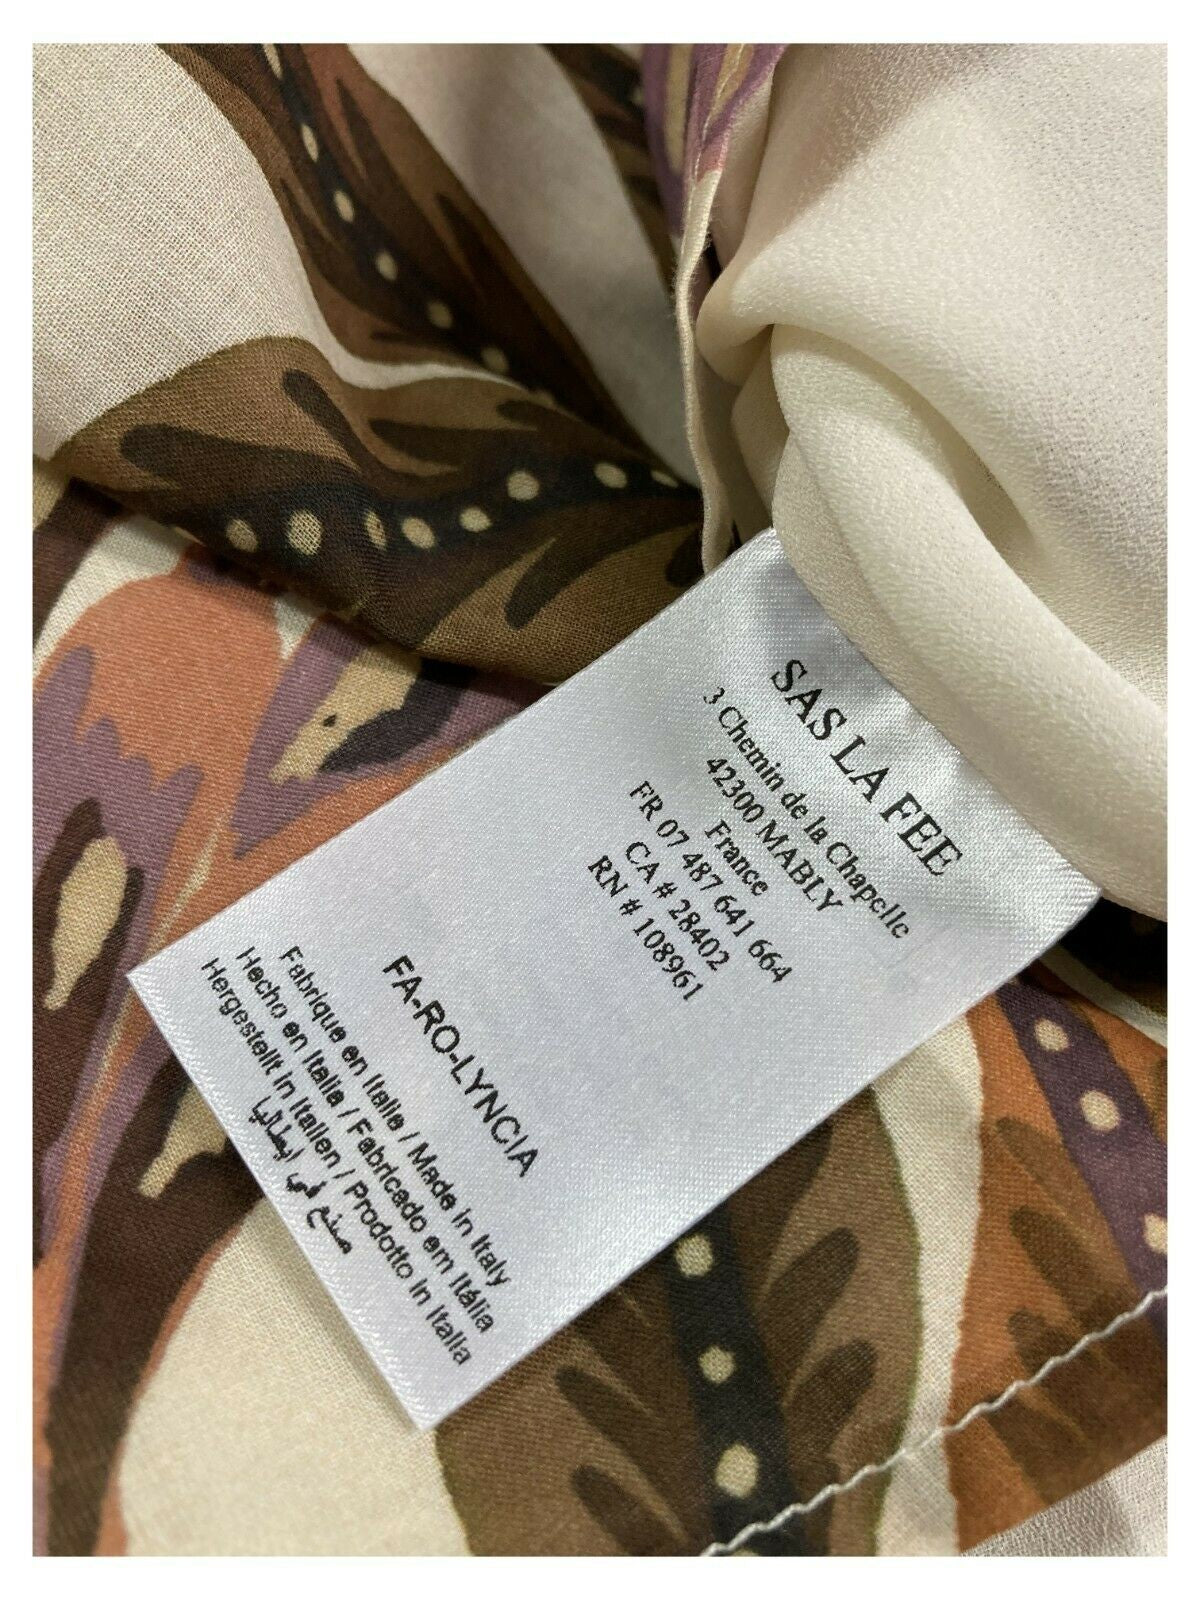 SAS LA FEE
3 Chemin de la Chapelle
42300 MABLY
France
FR 07 487 641 664
CA # 28402
RN # 108961
FA-RO-LYNCIA
Fabrique en Italie / Made in Italy
Hecho en Italia / Fabricado em Itália
Hergestellt in Italien / Prodotto in Italia
صنع في ايطاليا